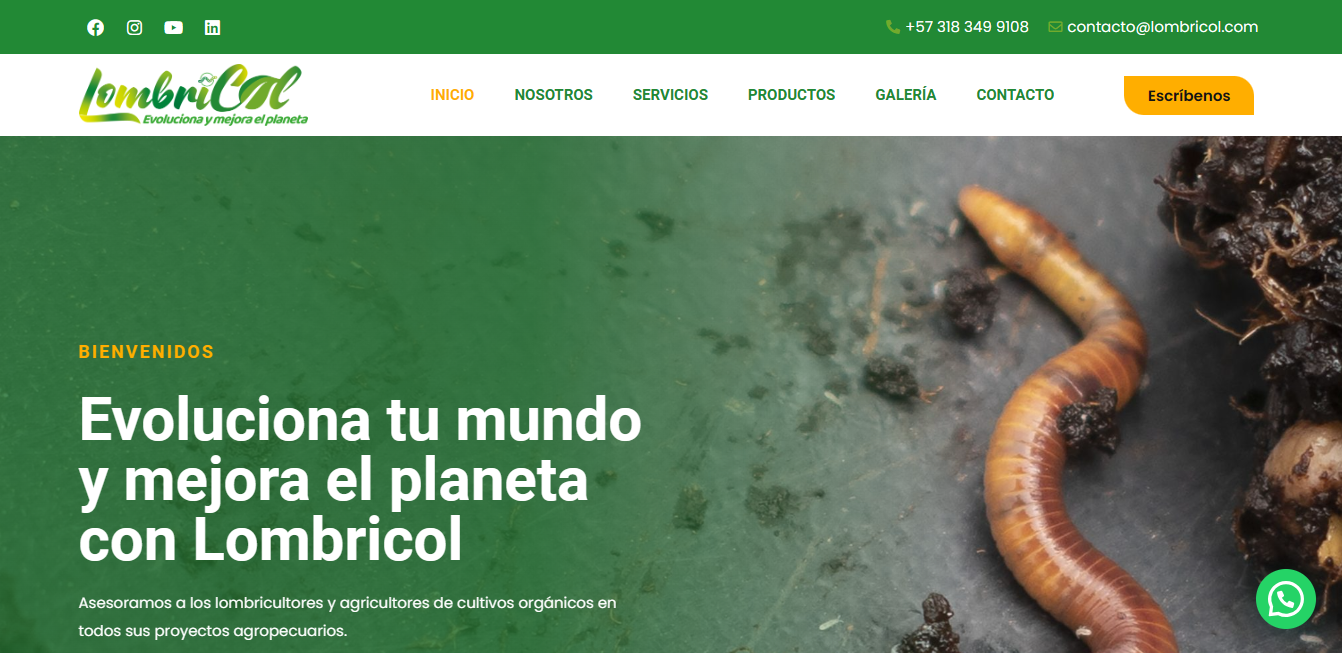 +57 318 349 9108
contacto@lombricol.com
LombriCol
Evoluciona y mejora el planeta
INICIO
NOSOTROS
SERVICIOS
PRODUCTOS
GALERÍA
CONTACTO
Escríbenos
BIENVENIDOS
Evoluciona tu mundo
y mejora el planeta
con Lombricol
Asesoramos a los lombricultores y agricultores de cultivos orgánicos en
todos sus proyectos agropecuarios.